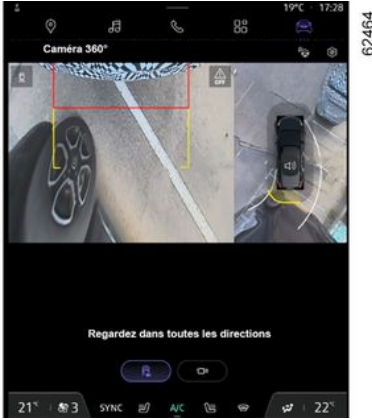 19°C · 17:28
Caméra 360°
OFF
Regardez dans toutes les directions
21° 3 SYNC A/C 22°
62464